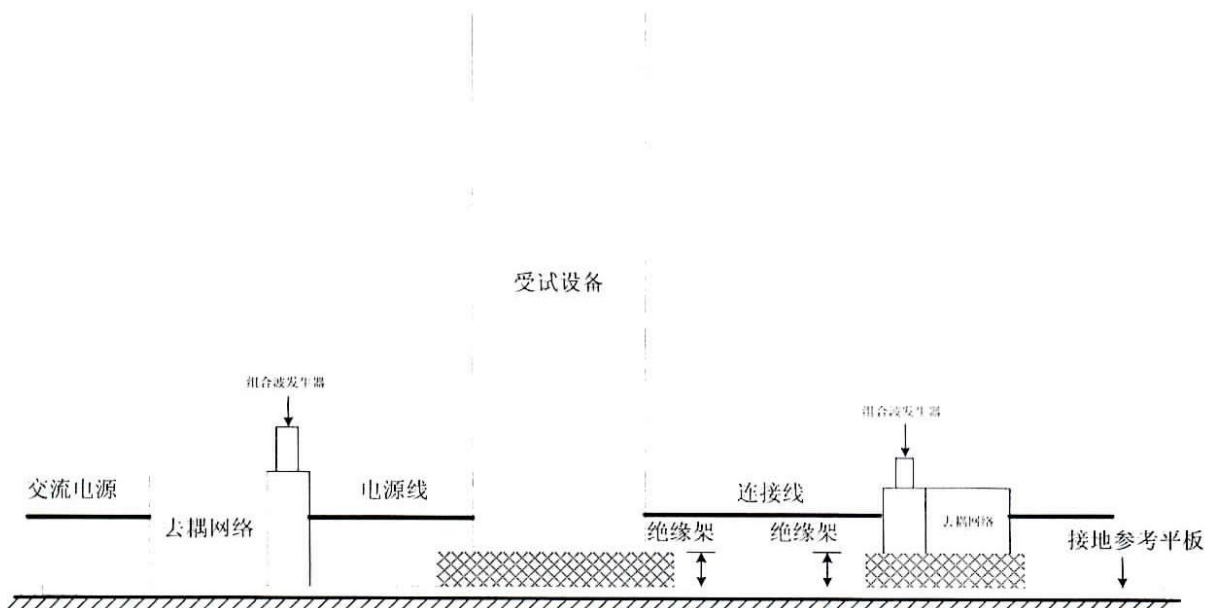 受试设备
组合波发生器
组合波发生器
交流电源
电源线
连接线
去耦网络
绝缘架
绝缘架
去耦网络
接地参考平板